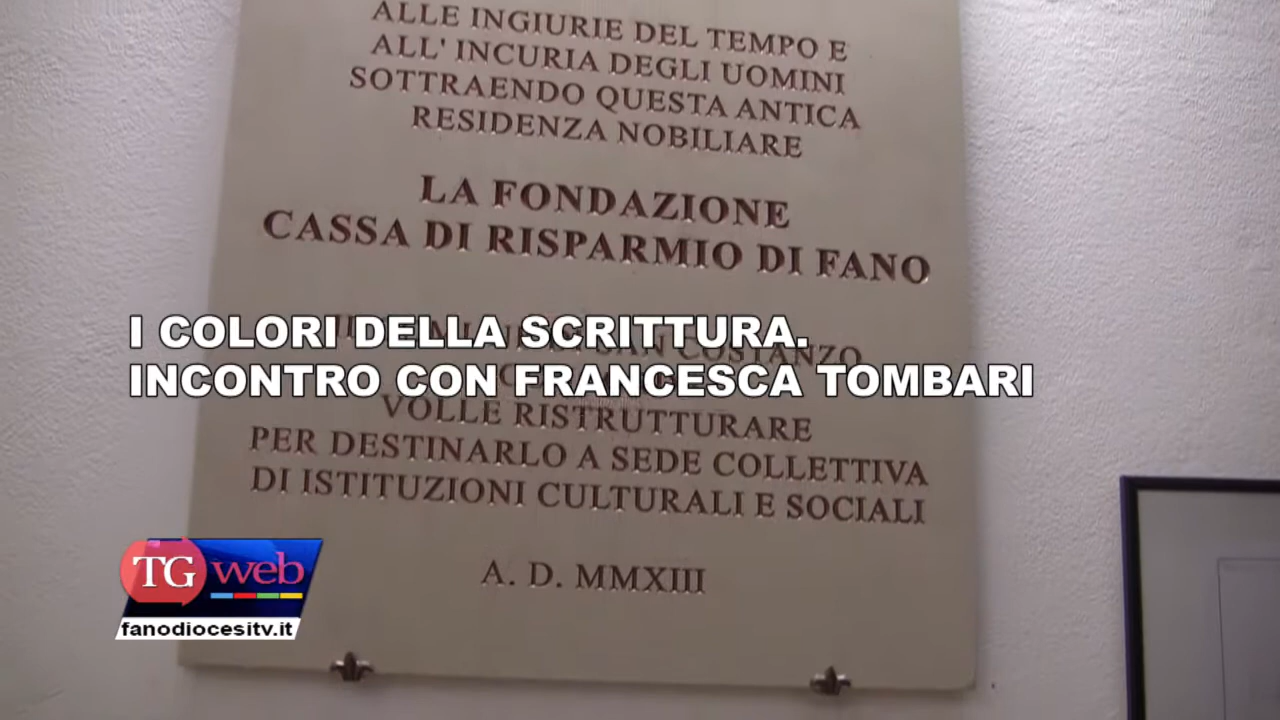 ALLE INGIURIE DEL TEMPO E
ALL' INCURIA DEGLI UOMINI
SOTTRAENDO QUESTA ANTICA
RESIDENZA NOBILIARE
LA FONDAZIONE
CASSA DI RISPARMIO DI FANO
SAN COSTANZO
I COLORI DELLA SCRITTURA.
INCONTRO CON FRANCESCA TOMBARI
VOLLE RISTRUTTURARE
PER DESTINARLO A SEDE COLLETTIVA
DI ISTITUZIONI CULTURALI E SOCIALI
A. D. MMXIII
TG web
fanodiocesitv.it